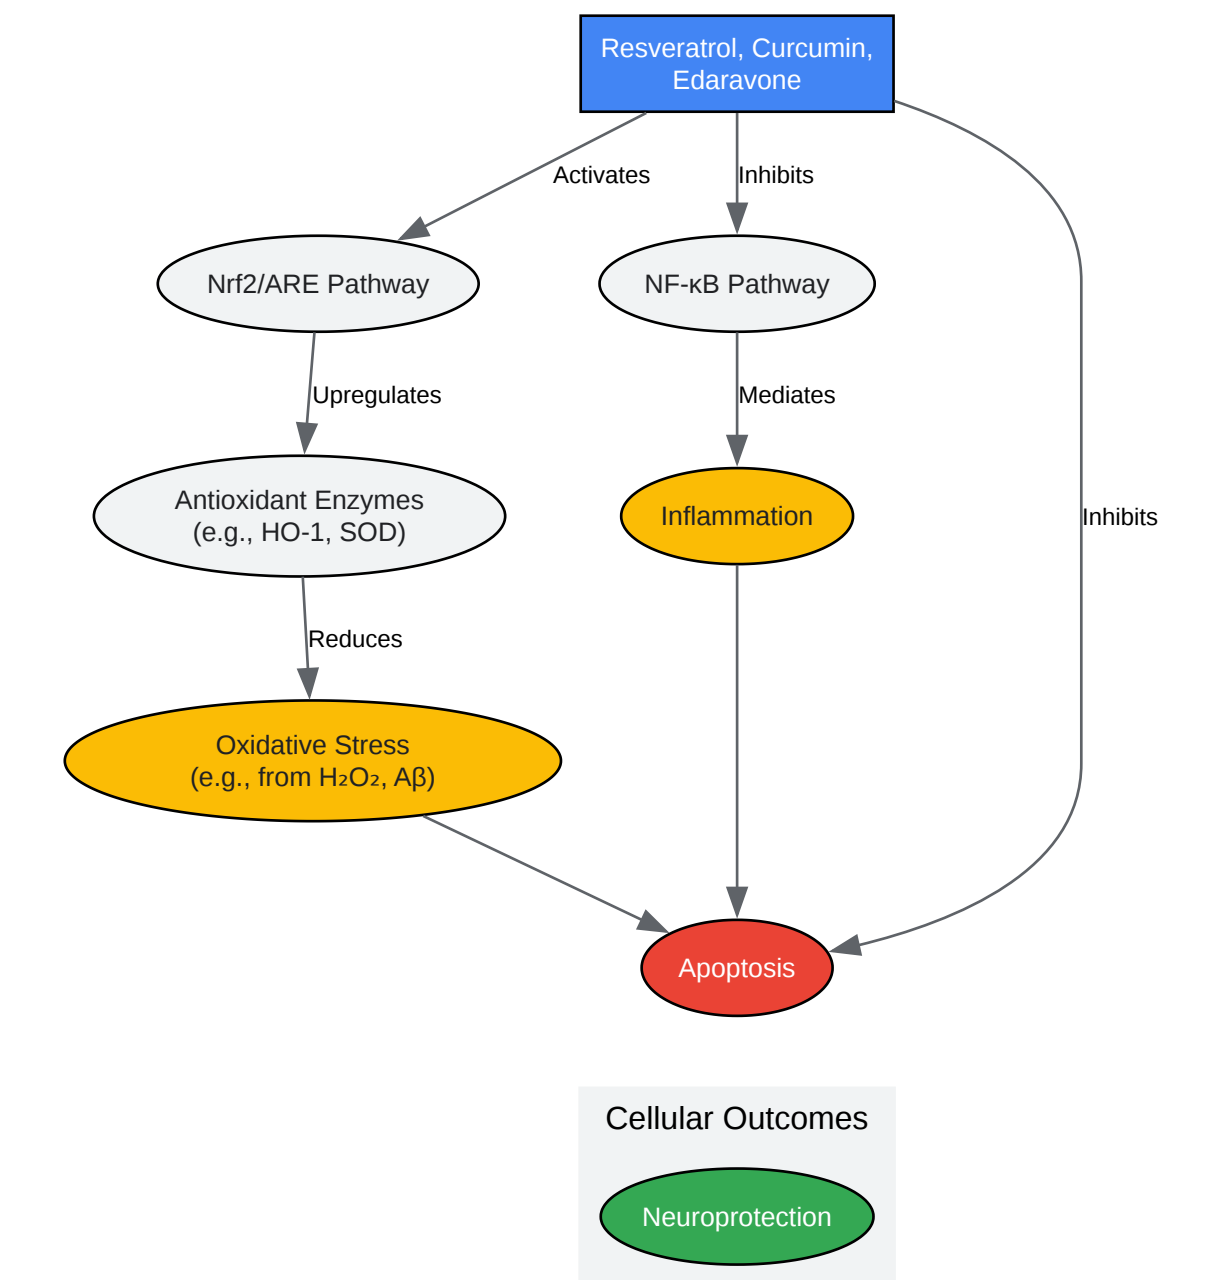 Resveratrol, Curcumin,
Edaravone
Activates
Inhibits
Nrf2/ARE Pathway
NF-κB Pathway
Upregulates
Mediates
Antioxidant Enzymes
(e.g., HO-1, SOD)
Inflammation
Inhibits
Reduces
Oxidative Stress
(e.g., from H₂O₂, Aβ)
Apoptosis
Cellular Outcomes
Neuroprotection